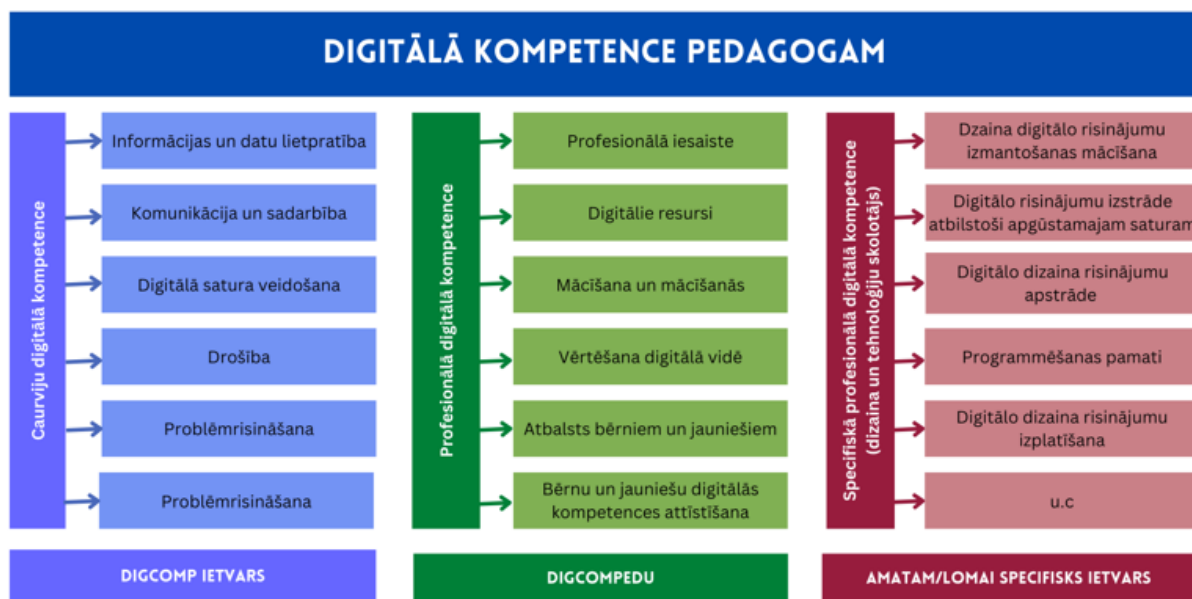 DIGITĀLĀ KOMPETENCE PEDAGOGAM
Caurviju digitālā kompetence
Informācijas un datu lietpratība
Komunikācija un sadarbība
Digitālā satura veidošana
Drošība
Problēmrisināšana
Problēmrisināšana
DIGCOMP IETVARS
Profesionālā digitālā kompetence
Profesionālā iesaiste
Digitālie resursi
Mācīšana un mācīšanās
Vērtēšana digitālā vidē
Atbalsts bērniem un jauniešiem
Bērnu un jauniešu digitālās
kompetences attīstīšana
DIGCOMPEDU
Specifiskā profesionālā digitālā kompetence
(dizaina un tehnoloģiju skolotājs)
Dzaina digitālo risinājumu
izmantošanas mācīšana
Digitālo risinājumu izstrāde
atbilstoši apgūstamajam saturam
Digitālo dizaina risinājumu
apstrāde
Programmēšanas pamati
Digitālo dizaina risinājumu
izplatīšana
u.c
AMATAM/LOMAI SPECIFISKS IETVARS